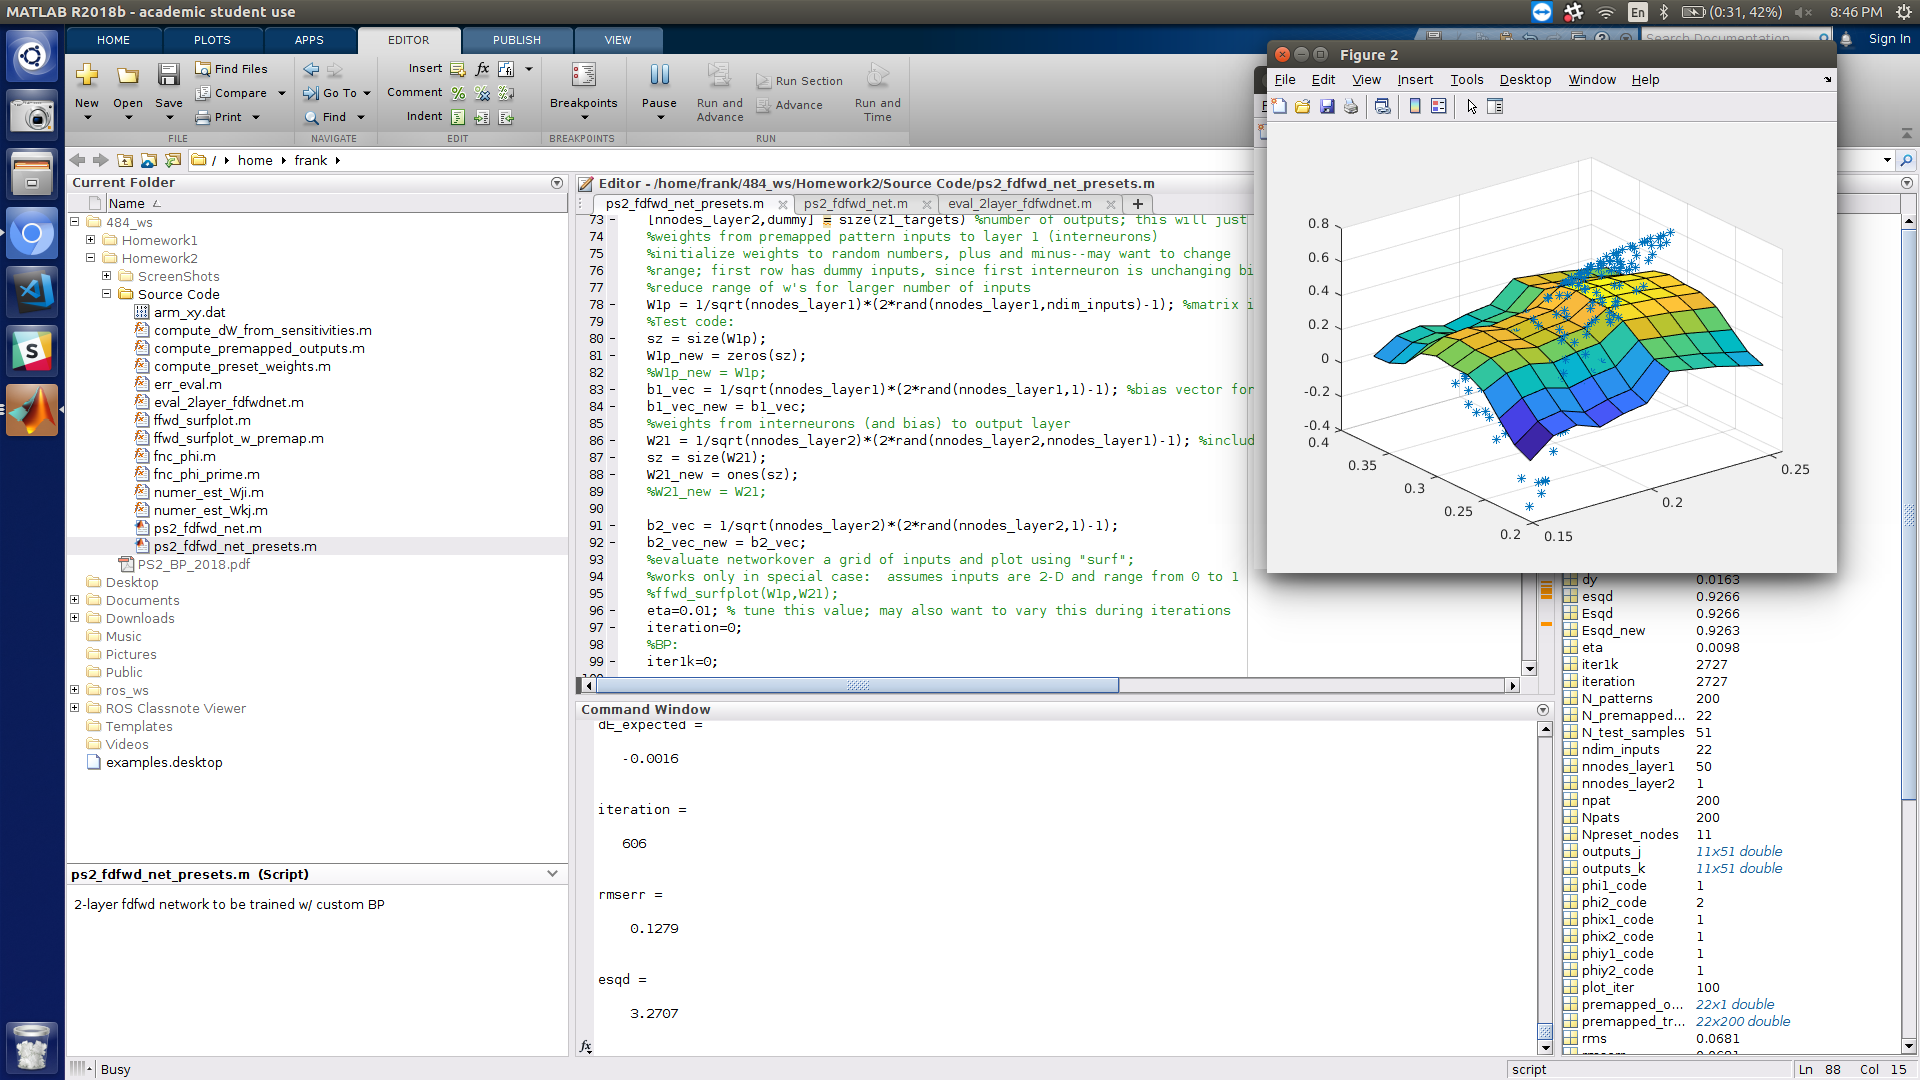 MATLAB R2018b - academic student use
En
(0:31, 42%)
8:46 PM
HOME
PLOTS
APPS
EDITOR
PUBLISH
VIEW
Search Documentation
Sign In
New
Open
Save
Find Files
Compare
Print
Go To
Find
Insert
Comment
Indent
Breakpoints
Pause
Run and Advance
Run Section
Advance
Run and Time
FILE
NAVIGATE
EDIT
BREAKPOINTS
RUN
/ home frank
Current Folder
Name
484_ws
Homework1
Homework2
ScreenShots
Source Code
arm_xy.dat
compute_dW_from_sensitivities.m
compute_premapped_outputs.m
compute_preset_weights.m
err_eval.m
eval_2layer_fdfwdnet.m
ffwd_surfplot.m
ffwd_surfplot_w_premap.m
fnc_phi.m
fnc_phi_prime.m
numer_est_Wji.m
numer_est_Wkj.m
ps2_fdfwd_net.m
ps2_fdfwd_net_presets.m
PS2_BP_2018.pdf
Desktop
Documents
Downloads
Music
Pictures
Public
ros_ws
ROS Classnote Viewer
Templates
Videos
examples.desktop
ps2_fdfwd_net_presets.m (Script)
2-layer fdfwd network to be trained w/ custom BP
Busy
Editor - /home/frank/484_ws/Homework2/Source Code/ps2_fdfwd_net_presets.m
ps2_fdfwd_net_presets.m
ps2_fdfwd_net.m
eval_2layer_fdfwdnet.m
73 - [nnodes_layer2,dummy] = size(z1_targets) %number of outputs; this will just
74 %weights from premapped pattern inputs to layer 1 (interneurons)
75 %initialize weights to random numbers, plus and minus--may want to change
76 %range; first row has dummy inputs, since first interneuron is unchanging bi
77 %reduce range of w's for larger number of inputs
78 - W1p = 1/sqrt(nnodes_layer1)*(2*rand(nnodes_layer1,ndim_inputs)-1); %matrix i
79 %Test code:
80 - sz = size(W1p);
81 - W1p_new = zeros(sz);
82 %W1p_new = W1p;
83 - b1_vec = 1/sqrt(nnodes_layer1)*(2*rand(nnodes_layer1,1)-1); %bias vector for
84 - b1_vec_new = b1_vec;
85 %weights from interneurons (and bias) to output layer
86 - W21 = 1/sqrt(nnodes_layer2)*(2*rand(nnodes_layer2,nnodes_layer1)-1); %includ
87 - sz = size(W21);
88 - W21_new = ones(sz);
89 %W21_new = W21;
90
91 - b2_vec = 1/sqrt(nnodes_layer2)*(2*rand(nnodes_layer2,1)-1);
92 - b2_vec_new = b2_vec;
93 %evaluate networkover a grid of inputs and plot using "surf";
94 %works only in special case: assumes inputs are 2-D and range from 0 to 1
95 %ffwd_surfplot(W1p,W21);
96 - eta=0.01; % tune this value; may also want to vary this during iterations
97 - iteration=0;
98 %BP:
99 - iter1k=0;
Command Window
dE_expected =
-0.0016
iteration =
606
rmserr =
0.1279
esqd =
3.2707
fx
Figure 2
File Edit View Insert Tools Desktop Window Help
0.8
0.6
0.4
0.2
0
-0.2
-0.4
0.4
0.35
0.3
0.25
0.2
0.15
0.2
0.25
dy 0.0163
esqd 0.9266
Esqd 0.9266
Esqd_new 0.9263
eta 0.0098
iter1k 2727
iteration 2727
N_patterns 200
N_premapped... 22
N_test_samples 51
ndim_inputs 22
nnodes_layer1 50
nnodes_layer2 1
npat 200
Npats 200
Npreset_nodes 11
outputs_j 11x51 double
outputs_k 11x51 double
phi1_code 1
phi2_code 2
phix1_code 1
phix2_code 1
phiy1_code 1
phiy2_code 1
plot_iter 100
premapped_o... 22x1 double
premapped_tr... 22x200 double
rms 0.0681
script
Ln 88 Col 15